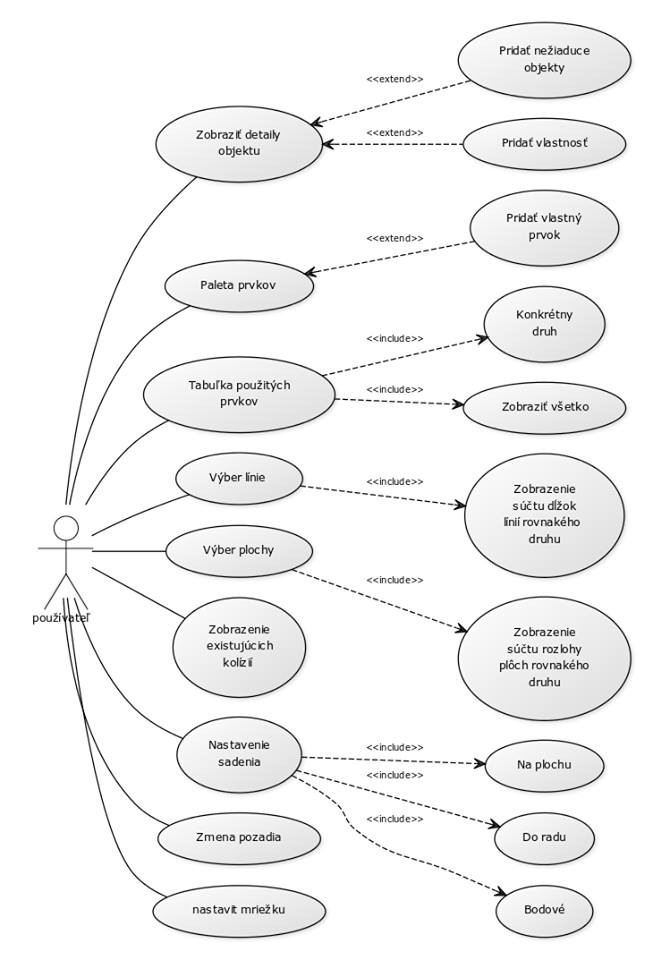 Pridať nežiaduce
objekty
<<extend>>
Zobraziť detaily
objektu
<<extend>>
Pridať vlastnosť
Pridať vlastný
prvok
<<extend>>
Paleta prvkov
Konkrétny
druh
<<include>>
Tabuľka použitých
prvkov
<<include>>
Zobraziť všetko
Výber línie
<<include>>
Zobrazenie
súčtu dĺžok
línií rovnakého
druhu
Výber plochy
<<include>>
používateľ
Zobrazenie
existujúcich
kolízií
Zobrazenie
súčtu rozlohy
plôch rovnakého
druhu
Nastavenie
sadenia
<<include>>
Na plochu
<<include>>
<<include>>
Do radu
Zmena pozadia
nastavit mriežku
Bodové